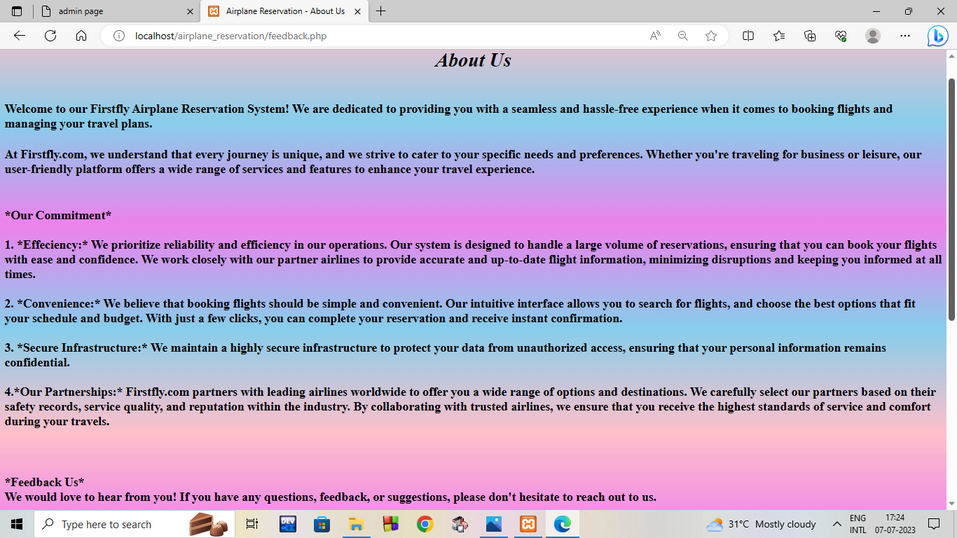 admin page
Airplane Reservation - About Us
localhost/airplane_reservation/feedback.php
About Us
Welcome to our Firstfly Airplane Reservation System! We are dedicated to providing you with a seamless and hassle-free experience when it comes to booking flights and
managing your travel plans.
At Firstfly.com, we understand that every journey is unique, and we strive to cater to your specific needs and preferences. Whether you're traveling for business or leisure, our
user-friendly platform offers a wide range of services and features to enhance your travel experience.
*Our Commitment*
1. *Effeciency:* We prioritize reliability and efficiency in our operations. Our system is designed to handle a large volume of reservations, ensuring that you can book your flights
with ease and confidence. We work closely with our partner airlines to provide accurate and up-to-date flight information, minimizing disruptions and keeping you informed at all
times.
2. *Convenience:* We believe that booking flights should be simple and convenient. Our intuitive interface allows you to search for flights, and choose the best options that fit
your schedule and budget. With just a few clicks, you can complete your reservation and receive instant confirmation.
3. *Secure Infrastructure:* We maintain a highly secure infrastructure to protect your data from unauthorized access, ensuring that your personal information remains
confidential.
4.*Our Partnerships:* Firstfly.com partners with leading airlines worldwide to offer you a wide range of options and destinations. We carefully select our partners based on their
safety records, service quality, and reputation within the industry. By collaborating with trusted airlines, we ensure that you receive the highest standards of service and comfort
during your travels.
*Feedback Us*
We would love to hear from you! If you have any questions, feedback, or suggestions, please don't hesitate to reach out to us.
Type here to search
DEV
31°C Mostly cloudy
ENG
INTL
17:24
07-07-2023